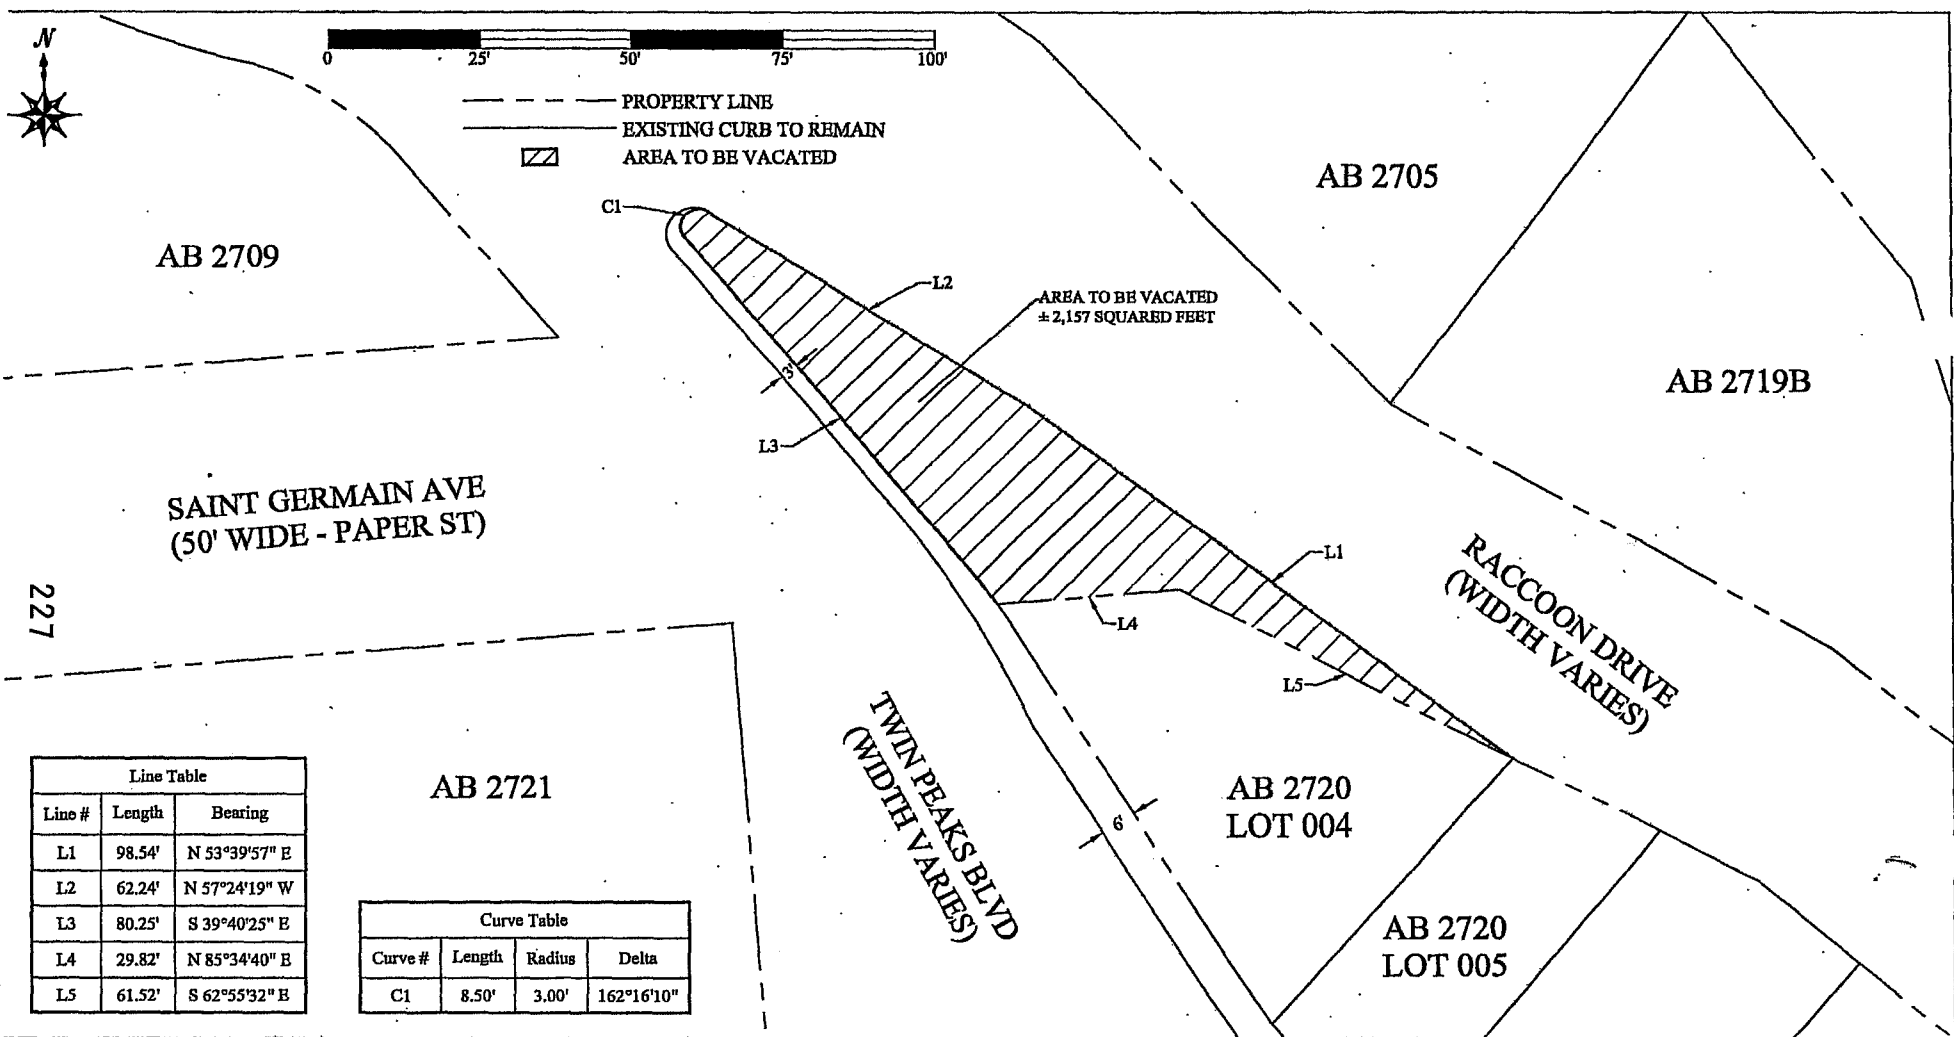 N
0 25' 50' 75' 100'
PROPERTY LINE
EXISTING CURB TO REMAIN
AREA TO BE VACATED
AB 2705
C1
AB 2709
L2
AREA TO BE VACATED
± 2,157 SQUARED FEET
3'
AB 2719B
L3
SAINT GERMAIN AVE
(50' WIDE - PAPER ST)
L1
RACCOON DRIVE
(WIDTH VARIES)
227
L4
L5
TWIN PEAKS BLVD
(WIDTH VARIES)
AB 2721
AB 2720
LOT 004
6
AB 2720
LOT 005
Line Table
Line # Length Bearing
L1 98.54' N 53°39'57" E
L2 62.24' N 57°24'19" W
L3 80.25' S 39°40'25" E
L4 29.82' N 85°34'40" E
L5 61.52' S 62°55'32" E
Curve Table
Curve # Length Radius Delta
C1 8.50' 3.00' 162°16'10"